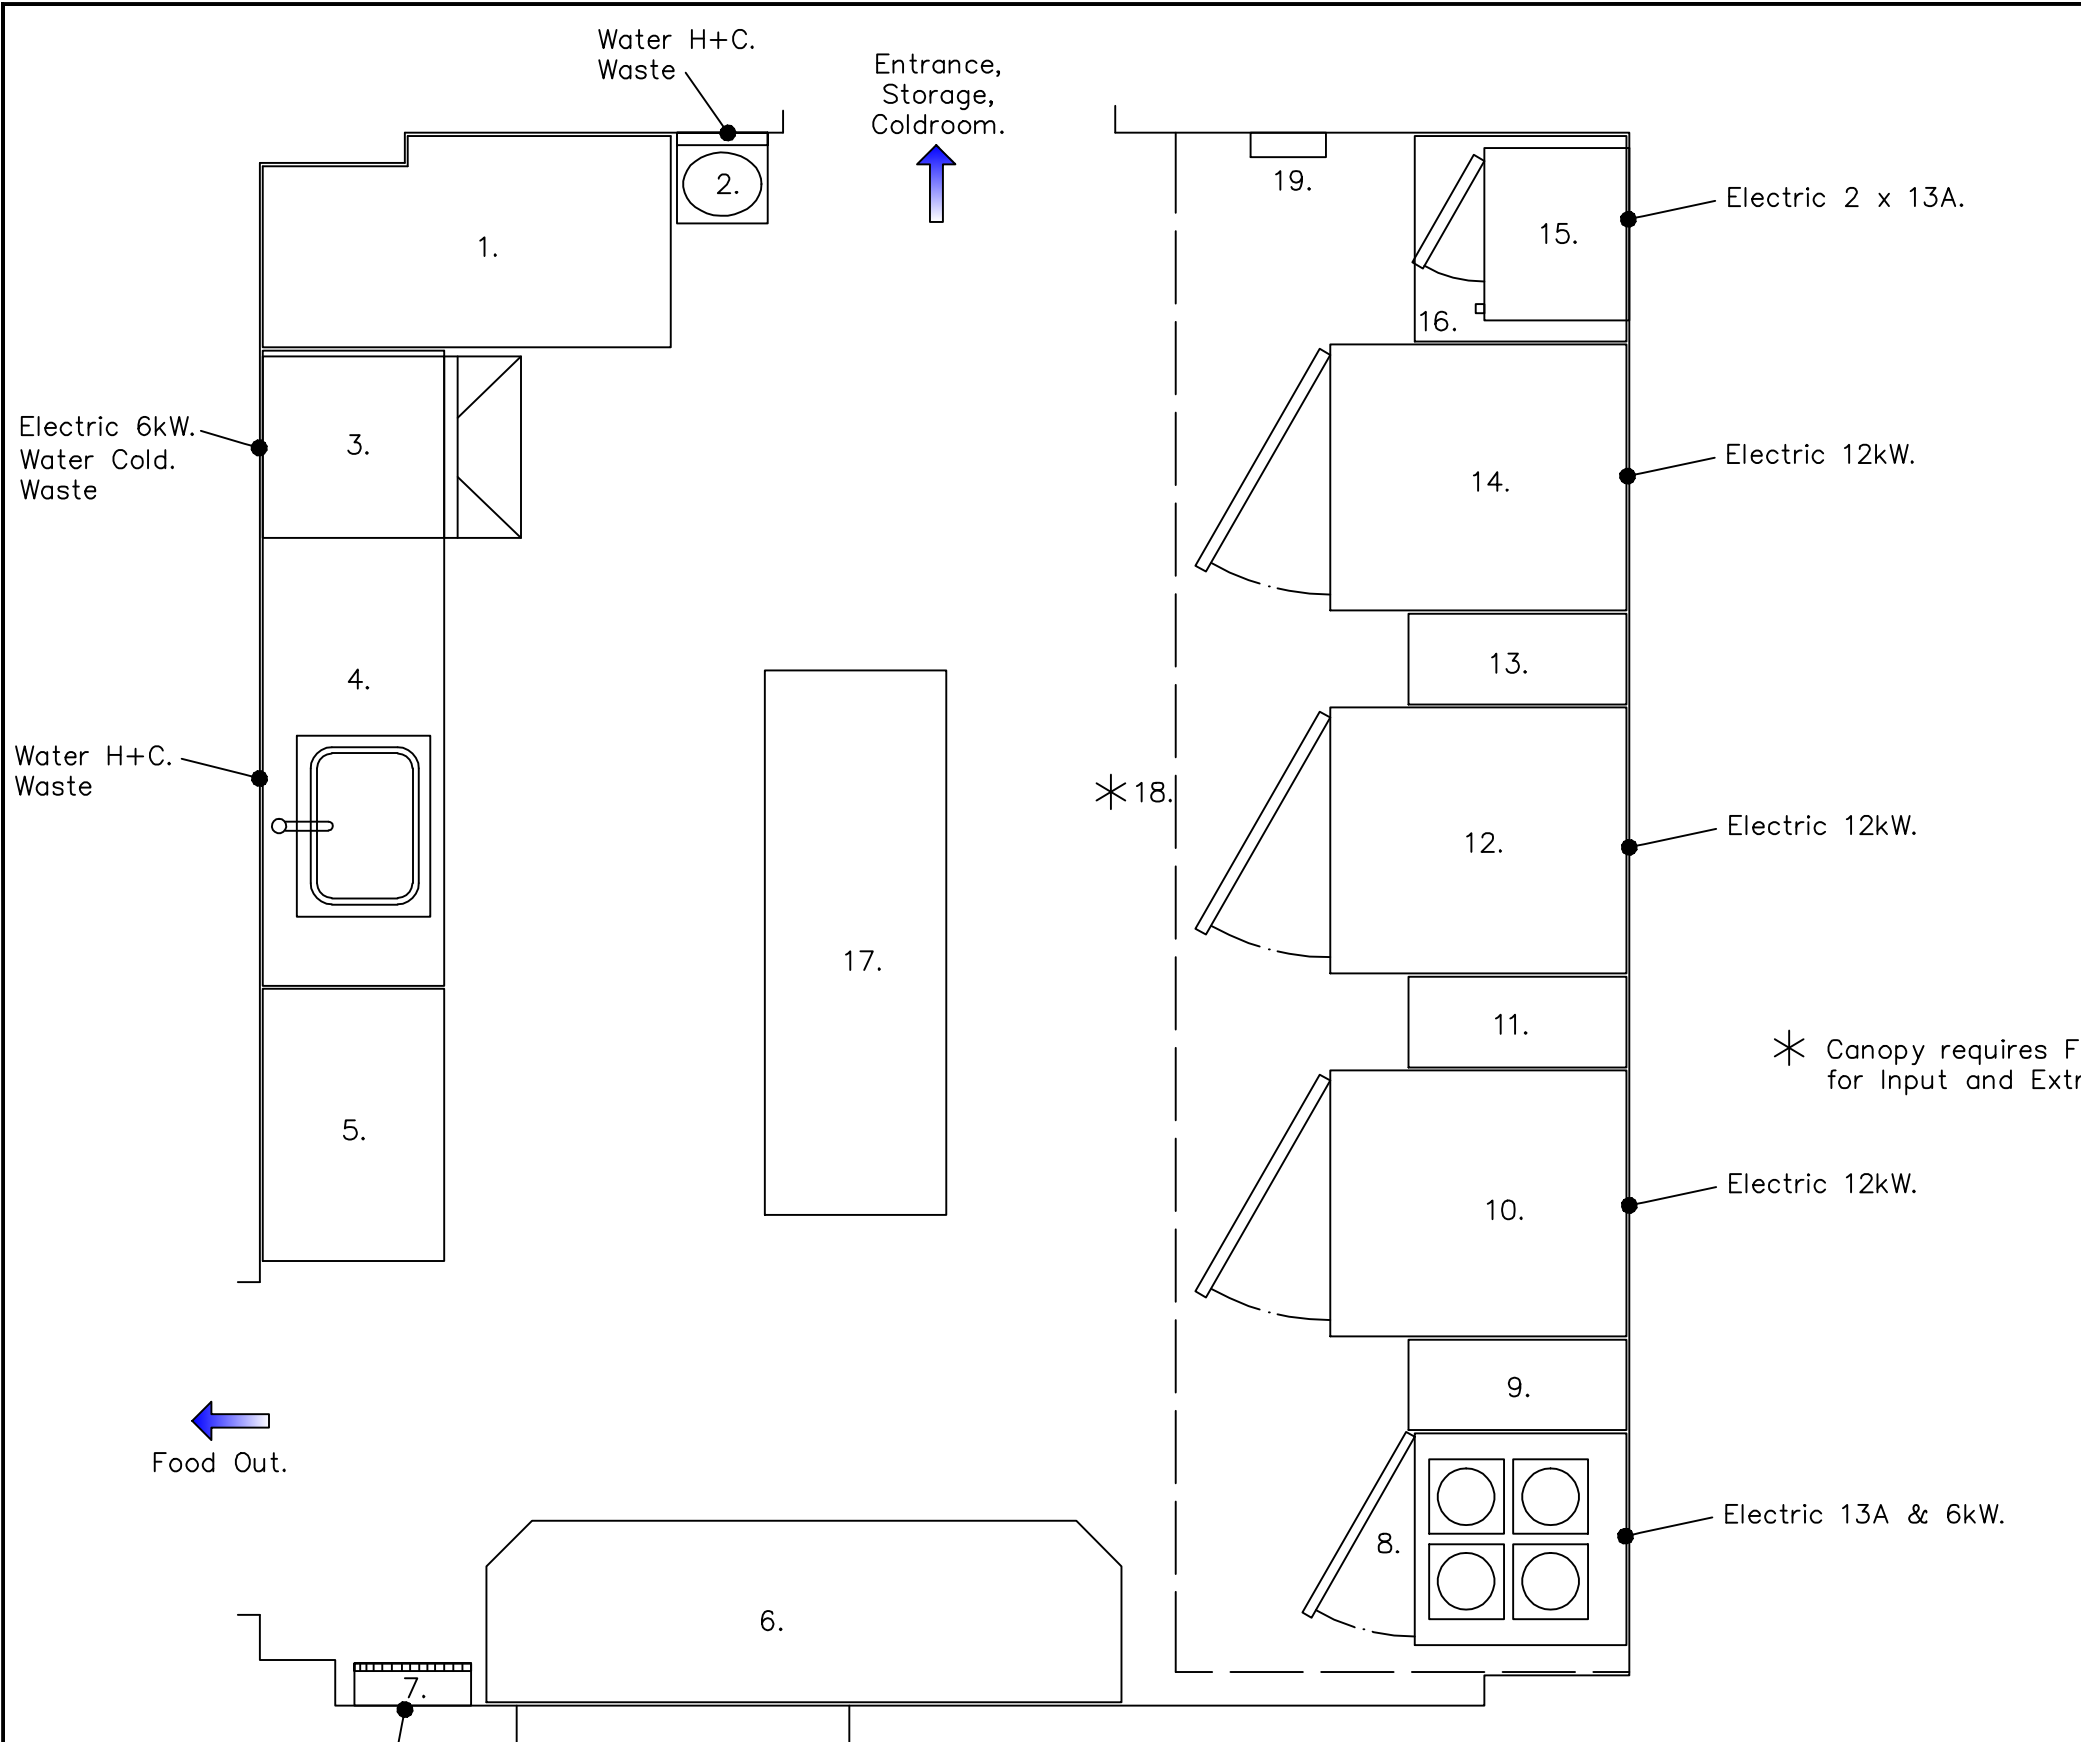 Water H+C.
Waste
Entrance,
Storage,
Coldroom.
2.
19.
Electric 2 x 13A.
15.
1.
16.
Electric 6kW.
Water Cold.
Waste
3.
Electric 12kW.
14.
13.
4.
Water H+C.
Waste
18.
Electric 12kW.
12.
17.
11.
Canopy requires F
for Input and Extr
5.
Electric 12kW.
10.
9.
Food Out.
Electric 13A & 6kW.
8.
6.
7.